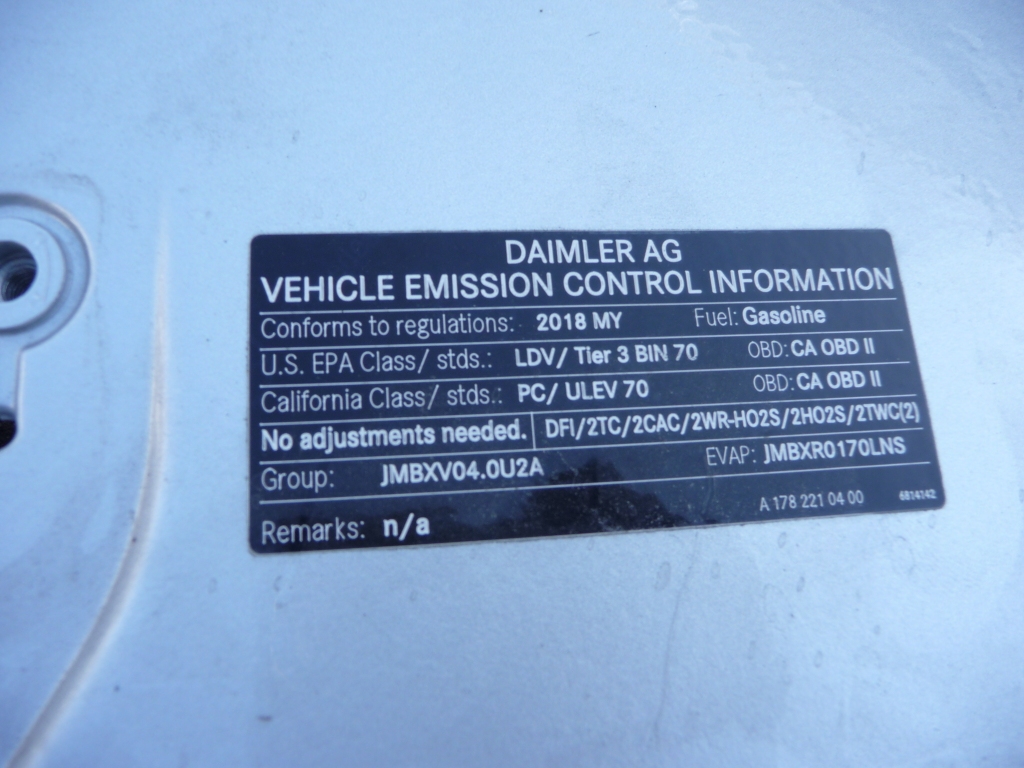 DAIMLER AG
VEHICLE EMISSION CONTROL INFORMATION
Conforms to regulations: 2018 MY Fuel: Gasoline
U.S. EPA Class/ stds.: LDV/ Tier 3 BIN 70 OBD: CA OBD II
California Class/ stds.: PC/ ULEV 70 OBD: CA OBD II
No adjustments needed. DFI/2TC/2CAC/2WR-HO2S/2HO2S/2TWC(2)
Group: JMBXV04.0U2A EVAP: JMBXR0170LNS
Remarks: n/a A 178 221 04 00 6814142